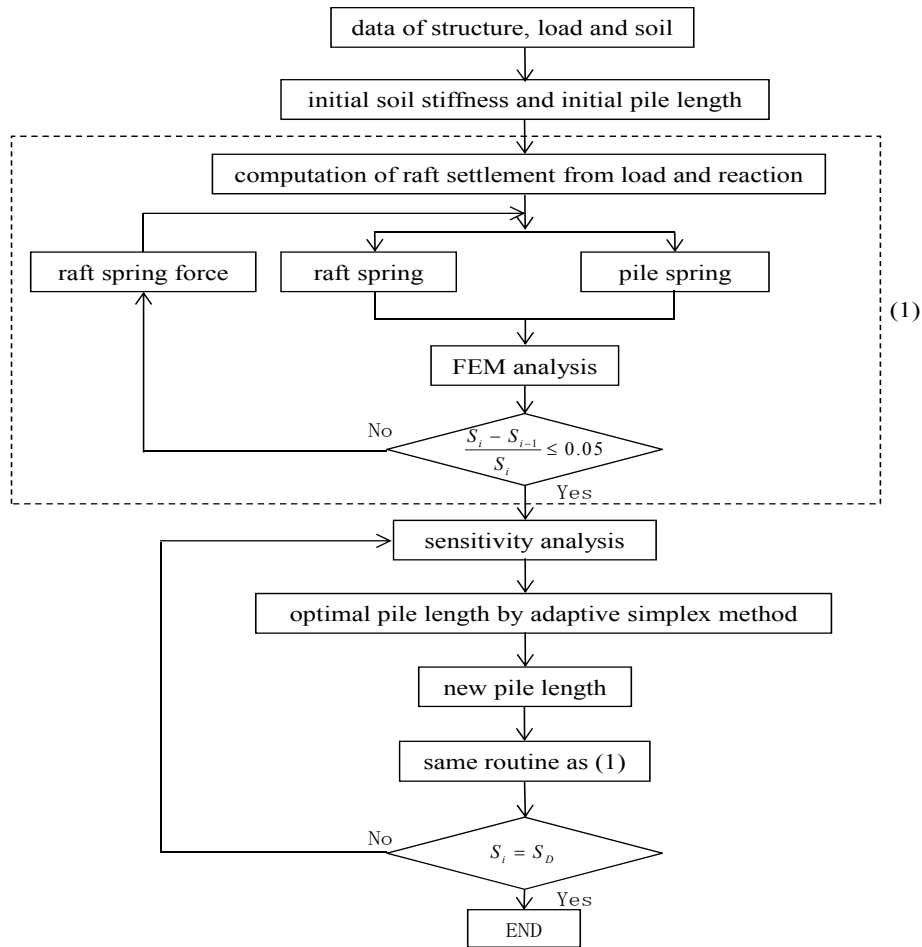 data of structure, load and soil
initial soil stiffness and initial pile length
computation of raft settlement from load and reaction
raft spring force
raft spring
pile spring
(1)
FEM analysis
No
S_i − S_{i−1}
S_i
≤ 0.05
Yes
sensitivity analysis
optimal pile length by adaptive simplex method
new pile length
same routine as (1)
No
S_i = S_D
Yes
END